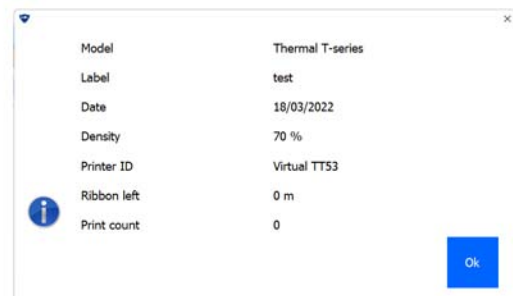 Model Thermal T-series
Label test
Date 18/03/2022
Density 70 %
Printer ID Virtual TT53
Ribbon left 0 m
Print count 0
Ok